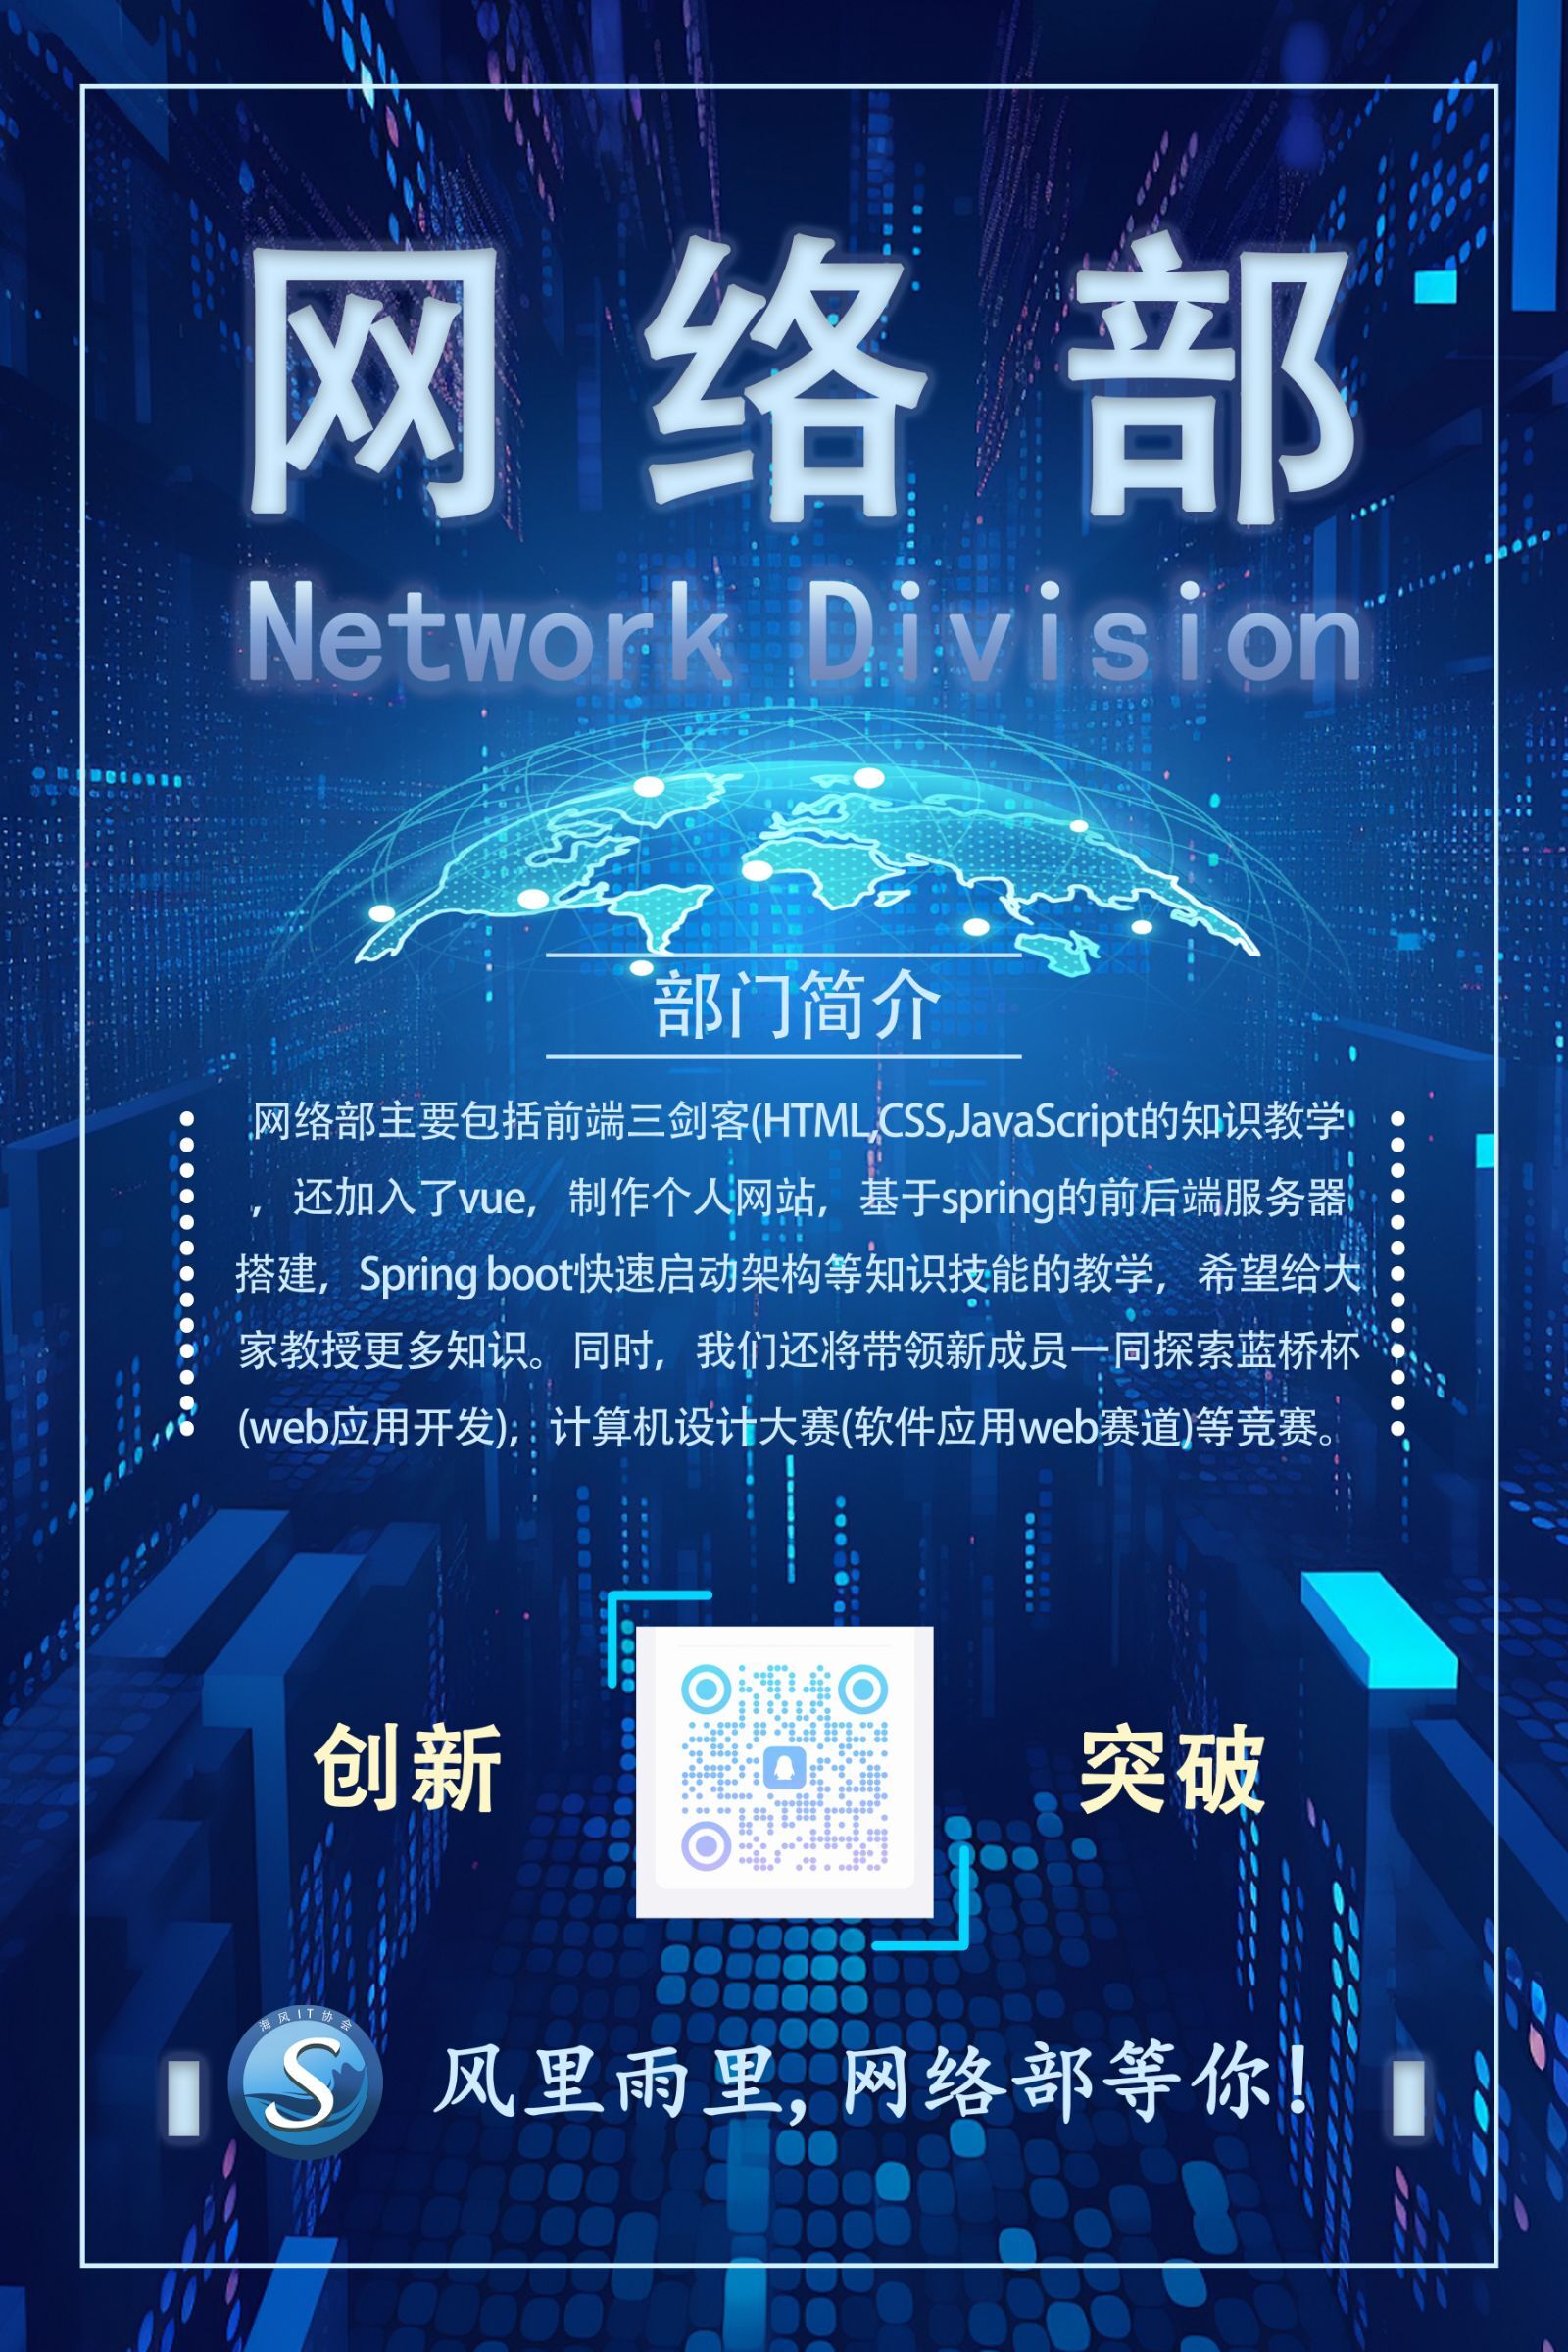 网络部
Network Division
部门简介
网络部主要包括前端三剑客(HTML,CSS,JavaScript的知识教学
，还加入了vue，制作个人网站，基于spring的前后端服务器
搭建，Spring boot快速启动架构等知识技能的教学，希望给大
家教授更多知识。同时，我们还将带领新成员一同探索蓝桥杯
(web应用开发)，计算机设计大赛(软件应用web赛道)等竞赛。
创新
突破
海风IT协会
S
风里雨里,网络部等你!